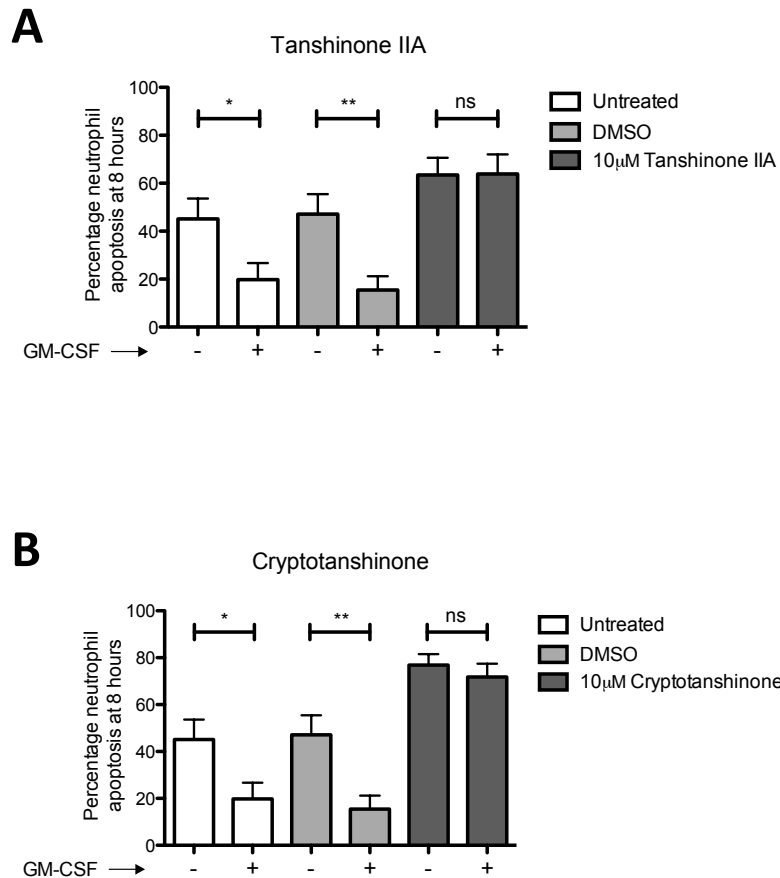 A
Tanshinone IIA
Percentage neutrophil
apoptosis at 8 hours
100
80
60
40
20
0
* ** ns
Untreated
DMSO
10μM Tanshinone IIA
GM-CSF → - + - + - +
B
Cryptotanshinone
Percentage neutrophil
apoptosis at 8 hours
100
80
60
40
20
0
* ** ns
Untreated
DMSO
10μM Cryptotanshinone
GM-CSF → - + - + - +